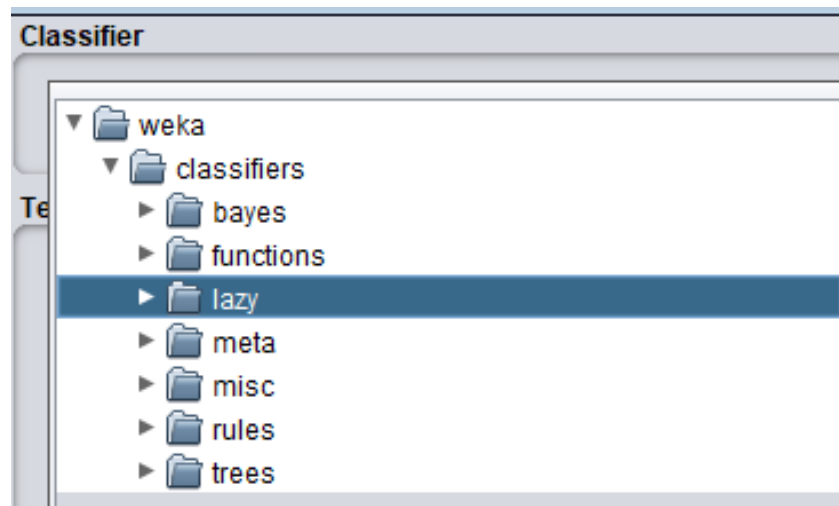 Classifier
weka
classifiers
Te
bayes
functions
lazy
meta
misc
rules
trees